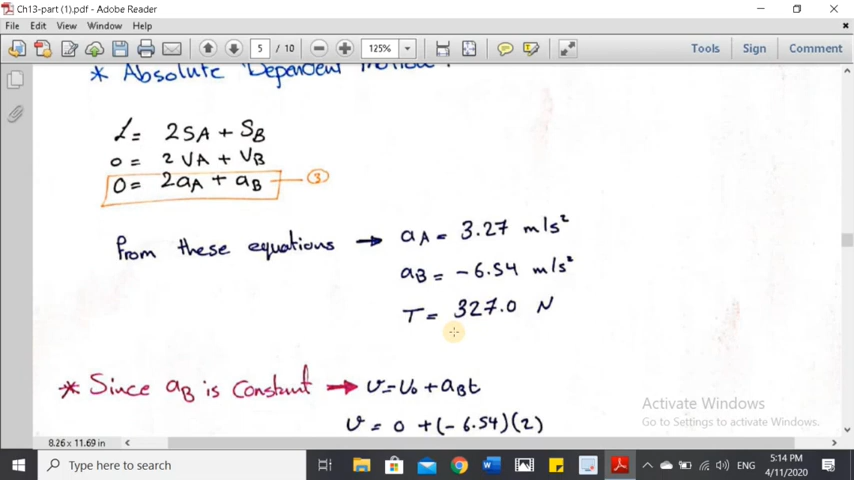 Ch13-part (1).pdf - Adobe Reader
File Edit View Window Help
5 / 10 125% Tools Sign Comment
* Absolute Dependent motion :
L = 2SA + SB
0 = 2VA + VB
0 = 2aA + aB — 3
From these equations → aA = 3.27 m/s²
aB = -6.54 m/s²
T = 327.0 N
* Since aB is Constant → v = v0 + aBt
v = 0 + (-6.54)(2)
Activate Windows
Go to Settings to activate Windows.
8.26 x 11.69 in
Type here to search
ENG
5:14 PM
4/11/2020